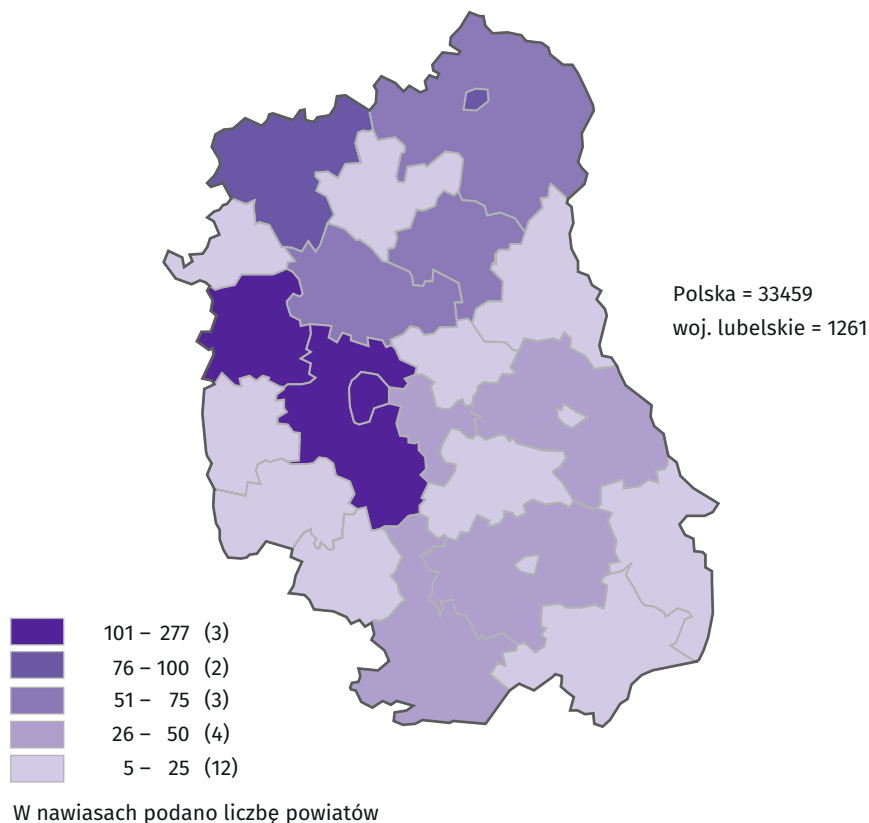 Polska = 33459
woj. lubelskie = 1261
101 – 277 (3)
76 – 100 (2)
51 – 75 (3)
26 – 50 (4)
5 – 25 (12)
W nawiasach podano liczbę powiatów